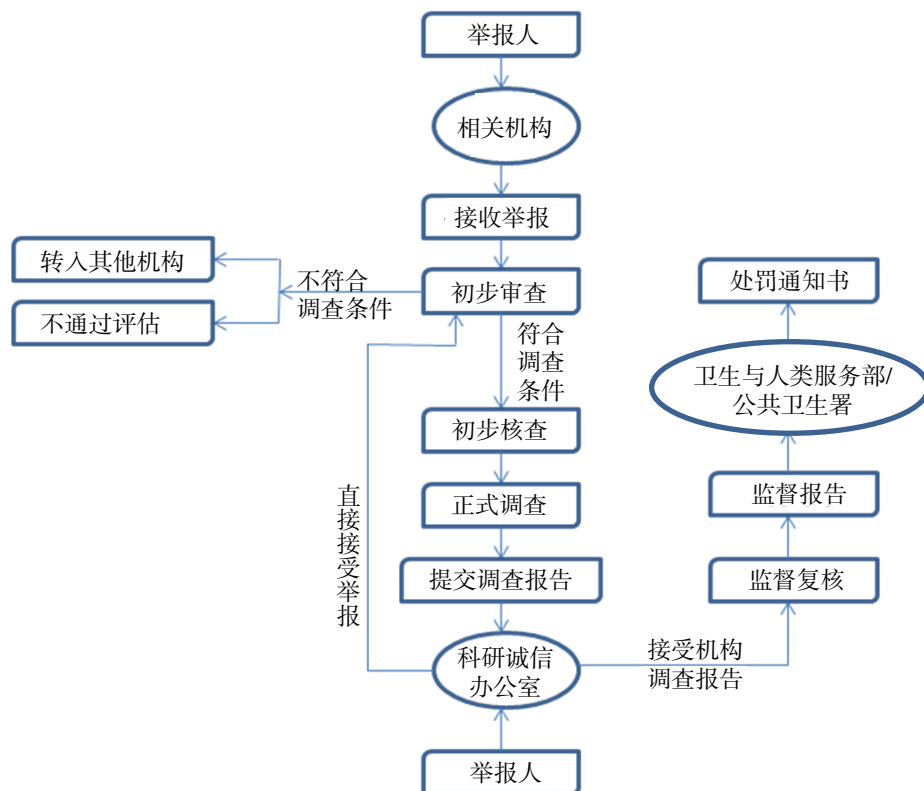 举报人
相关机构
接收举报
转入其他机构
不符合
调查条件
初步审查
处罚通知书
不通过评估
符合
调查
条件
卫生与人类服务部/
公共卫生署
初步核查
直接接受举报
正式调查
监督报告
提交调查报告
监督复核
科研诚信
办公室
接受机构
调查报告
举报人